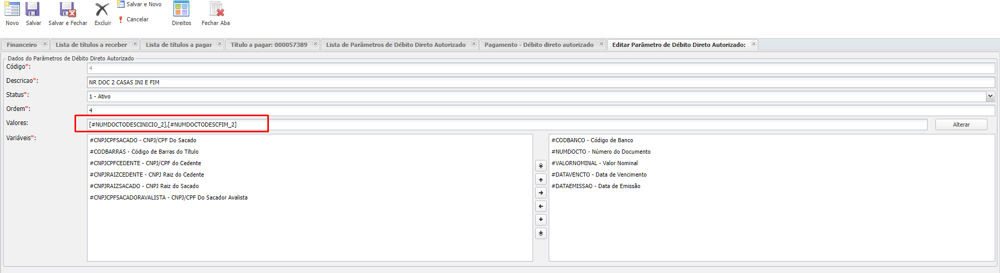 Novo
Salvar
Salvar e Fechar
Excluir
Salvar e Novo
Cancelar
Direitos
Fechar Aba
Financeiro
Lista de títulos a receber
Lista de títulos a pagar
Título a pagar: 000057389
Lista de Parâmetros de Débito Direto Autorizado
Pagamento - Débito direto autorizado
Editar Parâmetro de Débito Direto Autorizado:
Dados do Parâmetros de Débito Direto Autorizado
Código*: 4
Descricao*: NR DOC 2 CASAS INI E FIM
Status*: 1 - Ativo
Ordem*: 4
Valores: [#NUMDOCTODESCINICIO_2],[#NUMDOCTODESCFIM_2] Alterar
Variáveis*:
#CNPJCPFSACADO - CNPJ/CPF Do Sacado
#CODBARRAS - Código de Barras do Título
#CNPJCPFCEDENTE - CNPJ/CPF do Cedente
#CNPJRAIZCEDENTE - CNPJ Raiz do Cedente
#CNPJRAIZSACADO - CNPJ Raiz do Sacado
#CNPJCPFSACADORAVALISTA - CNPJ/CPF Do Sacador Avalista
#CODBANCO - Código de Banco
#NUMDOCTO - Número do Documento
#VALORNOMINAL - Valor Nominal
#DATAVENCTO - Data de Vencimento
#DATAEMISSAO - Data de Emissão